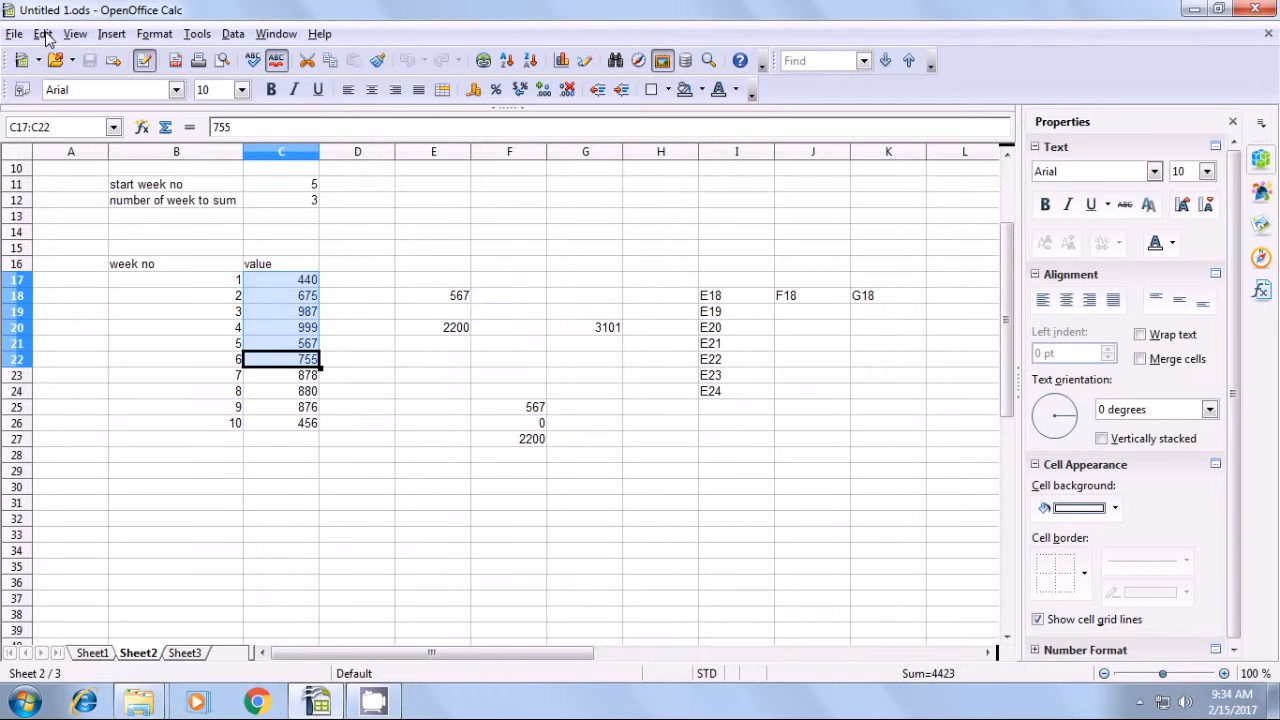 Untitled 1.ods - OpenOffice Calc
File Edit View Insert Format Tools Data Window Help
Find
Arial 10
C17:C22 = 755
Properties
A B C D E F G H I J K L
Text
10
11 start week no 5
Arial 10
12 number of week to sum 3
13
14
15
16 week no value
Alignment
17 1 440
18 2 675 567 E18 F18 G18
19 3 987 E19
20 4 999 2200 3101 E20
Left indent: Wrap text
21 5 567 E21
0 pt Merge cells
22 6 755 E22
23 7 878 E23
Text orientation:
24 8 880 E24
25 9 876 567
0 degrees
26 10 456 0
27 2200
Vertically stacked
28
29
Cell Appearance
30
Cell background:
31
32
33
Cell border:
34
35
36
37
38
Show cell grid lines
39
Number Format
Sheet1 Sheet2 Sheet3
Sheet 2 / 3 Default STD Sum=4423 100 %
9:34 AM
2/15/2017